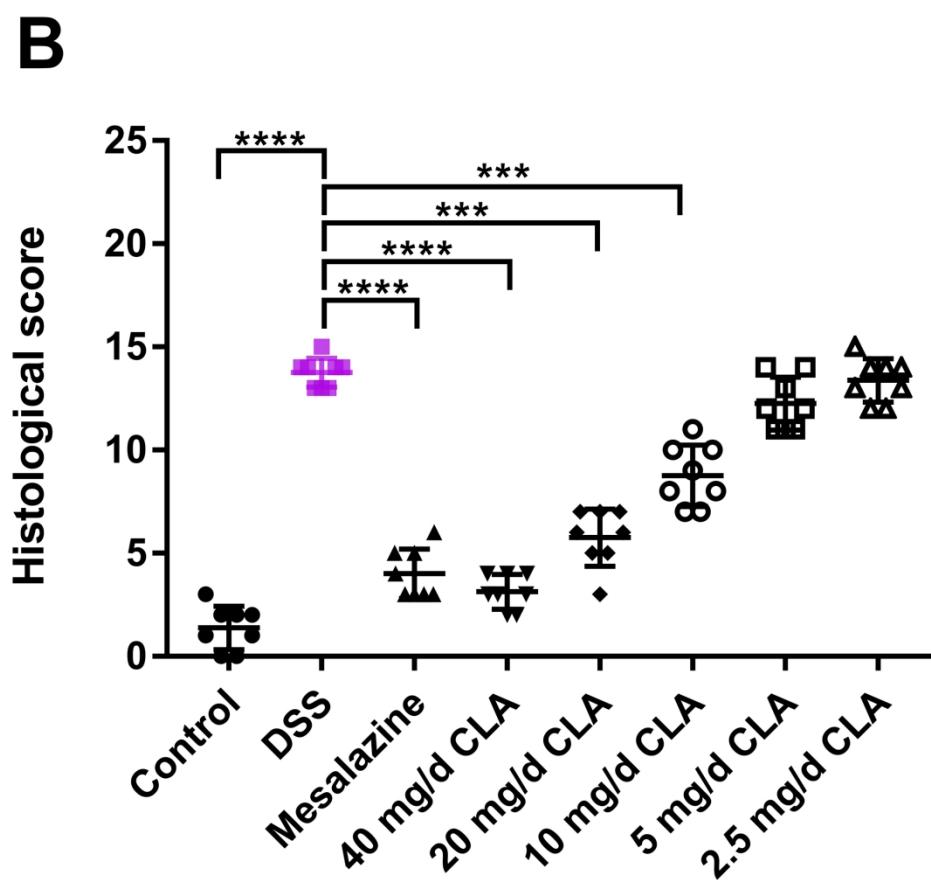 B
25
20
15
10
5
0
Histological score
****
***
***
****
****
Control
DSS
Mesalazine
40 mg/d CLA
20 mg/d CLA
10 mg/d CLA
5 mg/d CLA
2.5 mg/d CLA